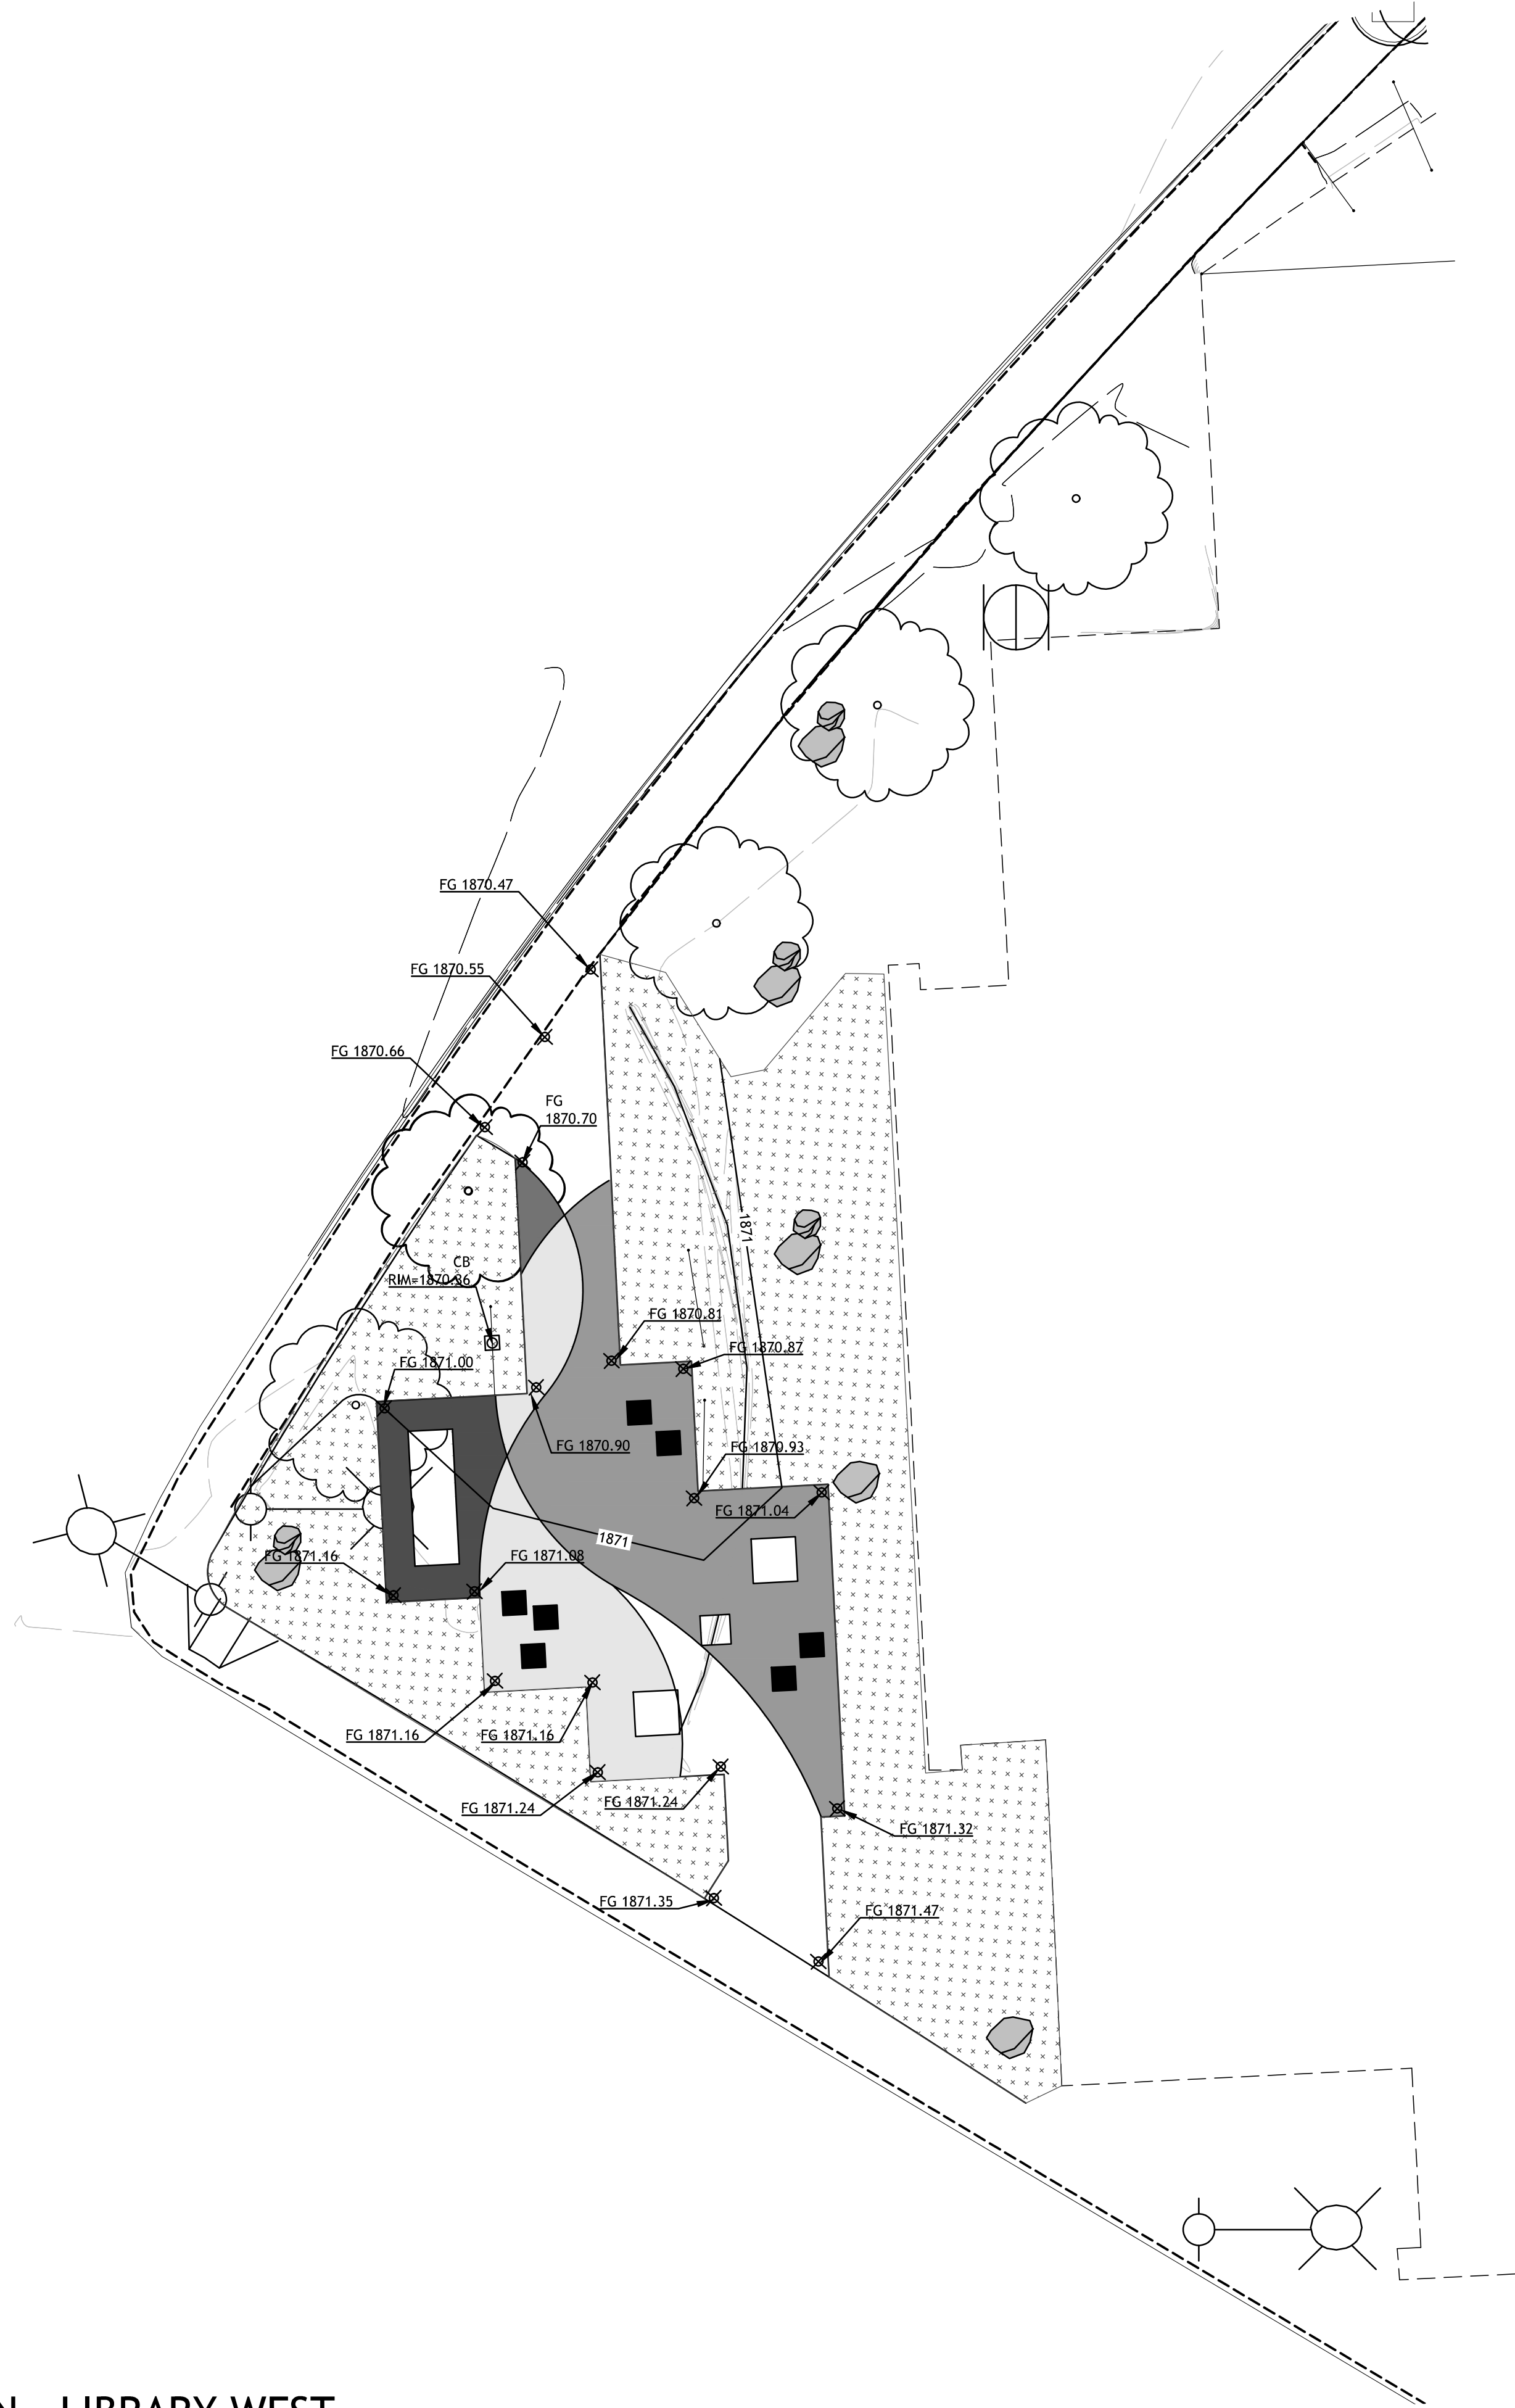 FG 1870.47
FG 1870.55
FG 1870.66
FG
1870.70
1871
CB
RIM=1870.36
FG 1870.81
FG 1870.87
FG 1871.00
FG 1870.90
FG 1870.93
FG 1871.04
1871
FG 1871.16
FG 1871.08
FG 1871.16
FG 1871.16
FG 1871.24
FG 1871.24
FG 1871.32
FG 1871.35
FG 1871.47
LIBRARY WEST